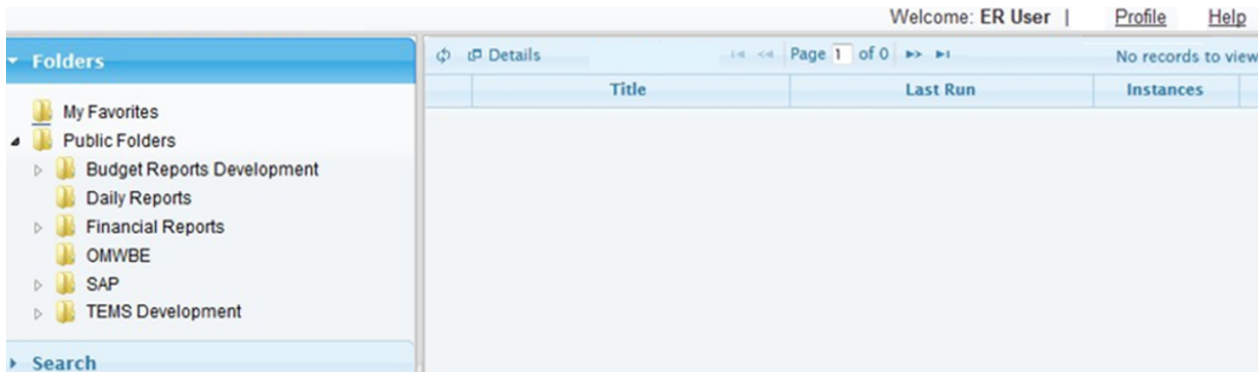 Welcome: ER User | Profile Help
Folders
Details Page 1 of 0 No records to view
Title Last Run Instances
My Favorites
Public Folders
Budget Reports Development
Daily Reports
Financial Reports
OMWBE
SAP
TEMS Development
Search